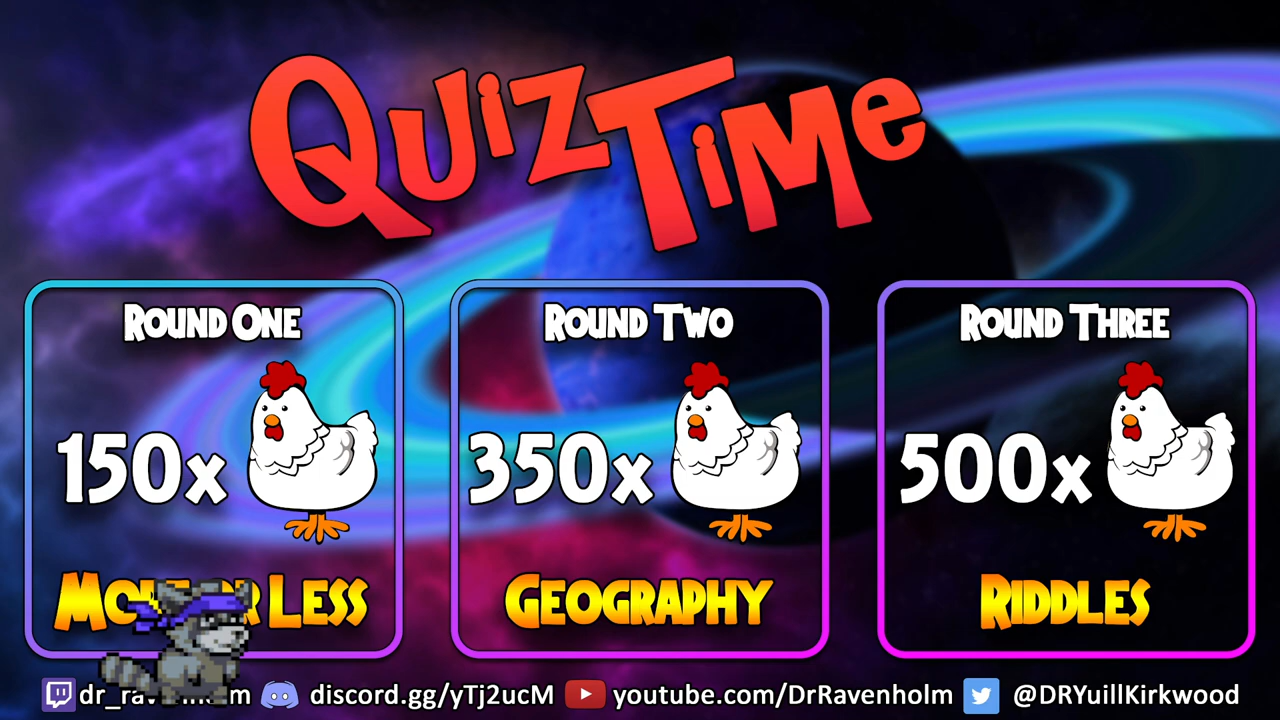 QuizTime
Round One
Round Two
Round Three
150x
350x
500x
Less
Geography
Riddles
discord.gg/yTj2ucM
youtube.com/DrRavenholm
@DRYuillKirkwood